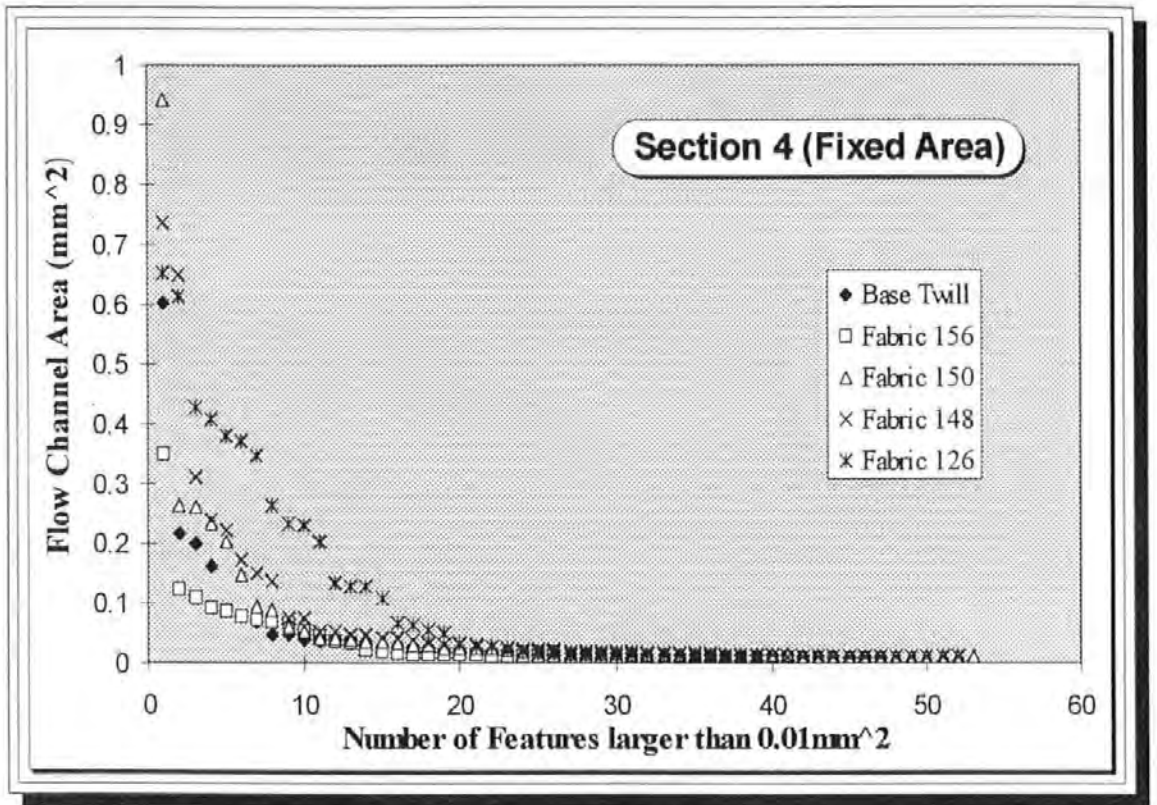 Section 4 (Fixed Area)
Flow Channel Area (mm^2)
1
0.9
0.8
0.7
0.6
0.5
0.4
0.3
0.2
0.1
0
Base Twill
Fabric 156
Fabric 150
Fabric 148
Fabric 126
0 10 20 30 40 50 60
Number of Features larger than 0.01mm^2